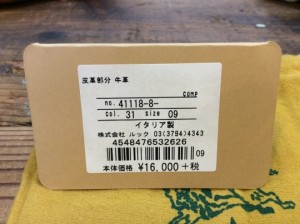 皮革部分 牛革
COMP
no. 41118-8-
Col. 31 Size 09
イタリア製
株式会社 ルック 03(3794)4343
4548476532626
09
本体価格 ¥16,000 +税